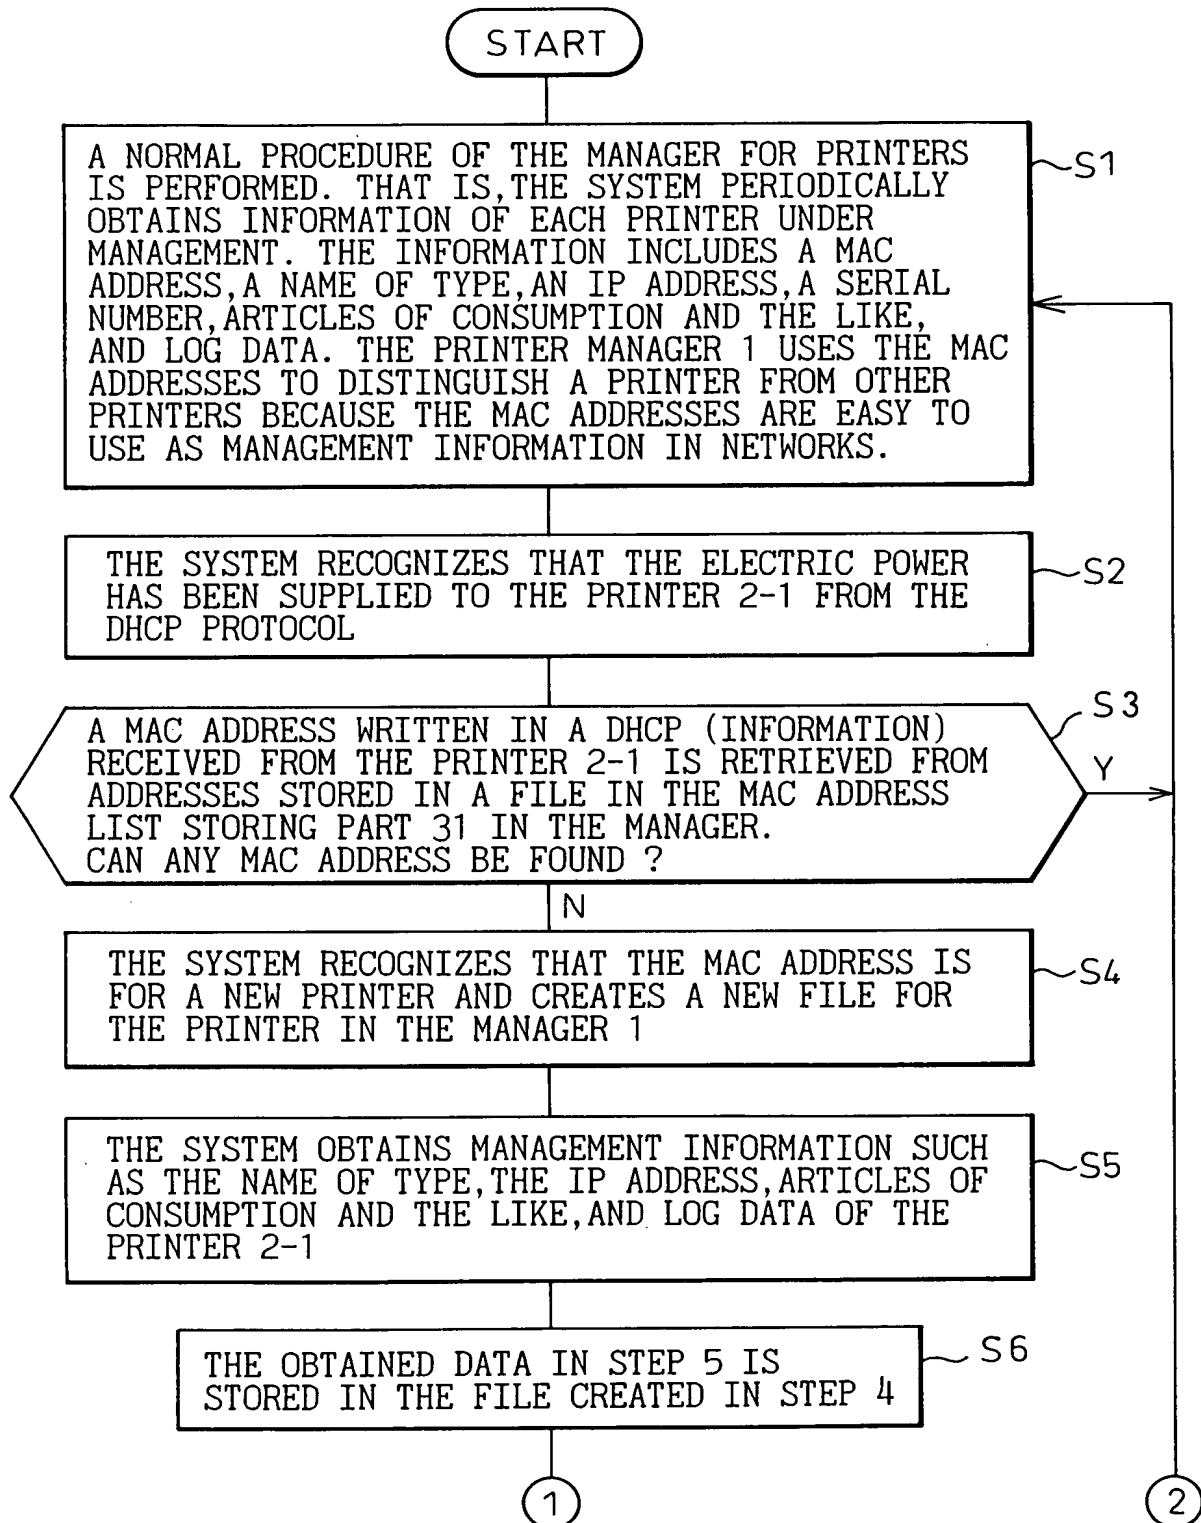 START
A NORMAL PROCEDURE OF THE MANAGER FOR PRINTERS
IS PERFORMED. THAT IS,THE SYSTEM PERIODICALLY
OBTAINS INFORMATION OF EACH PRINTER UNDER
MANAGEMENT. THE INFORMATION INCLUDES A MAC
ADDRESS,A NAME OF TYPE,AN IP ADDRESS,A SERIAL
NUMBER,ARTICLES OF CONSUMPTION AND THE LIKE,
AND LOG DATA. THE PRINTER MANAGER 1 USES THE MAC
ADDRESSES TO DISTINGUISH A PRINTER FROM OTHER
PRINTERS BECAUSE THE MAC ADDRESSES ARE EASY TO
USE AS MANAGEMENT INFORMATION IN NETWORKS.
S1
THE SYSTEM RECOGNIZES THAT THE ELECTRIC POWER
HAS BEEN SUPPLIED TO THE PRINTER 2-1 FROM THE
DHCP PROTOCOL
S2
A MAC ADDRESS WRITTEN IN A DHCP (INFORMATION)
RECEIVED FROM THE PRINTER 2-1 IS RETRIEVED FROM
ADDRESSES STORED IN A FILE IN THE MAC ADDRESS
LIST STORING PART 31 IN THE MANAGER.
CAN ANY MAC ADDRESS BE FOUND ?
S3
Y
N
THE SYSTEM RECOGNIZES THAT THE MAC ADDRESS IS
FOR A NEW PRINTER AND CREATES A NEW FILE FOR
THE PRINTER IN THE MANAGER 1
S4
THE SYSTEM OBTAINS MANAGEMENT INFORMATION SUCH
AS THE NAME OF TYPE,THE IP ADDRESS,ARTICLES OF
CONSUMPTION AND THE LIKE,AND LOG DATA OF THE
PRINTER 2-1
S5
THE OBTAINED DATA IN STEP 5 IS
STORED IN THE FILE CREATED IN STEP 4
S6
1
2